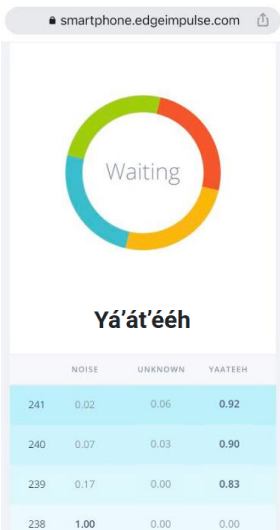 smartphone.edgeimpulse.com
Waiting
Yá’át’ééh
NOISE UNKNOWN YAATEEH
241 0.02 0.06 0.92
240 0.07 0.03 0.90
239 0.17 0.00 0.83
238 1.00 0.00 0.00